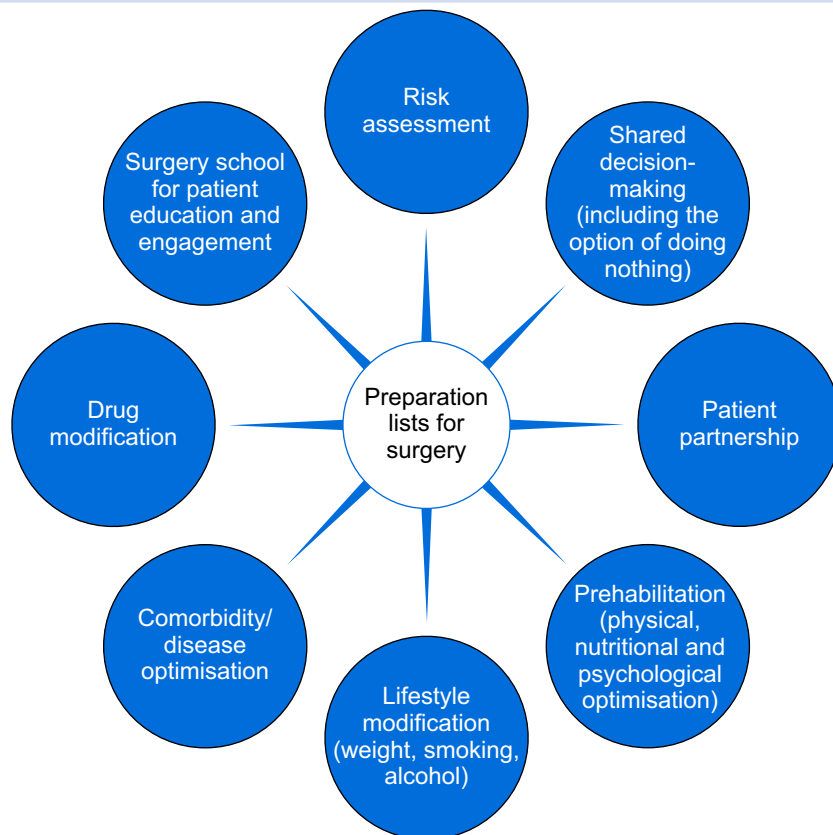 Risk
assessment
Shared
decision-
making
(including the
option of doing
nothing)
Patient
partnership
Prehabilitation
(physical,
nutritional and
psychological
optimisation)
Lifestyle
modification
(weight, smoking,
alcohol)
Comorbidity/
disease
optimisation
Drug
modification
Surgery school
for patient
education and
engagement
Preparation
lists for
surgery